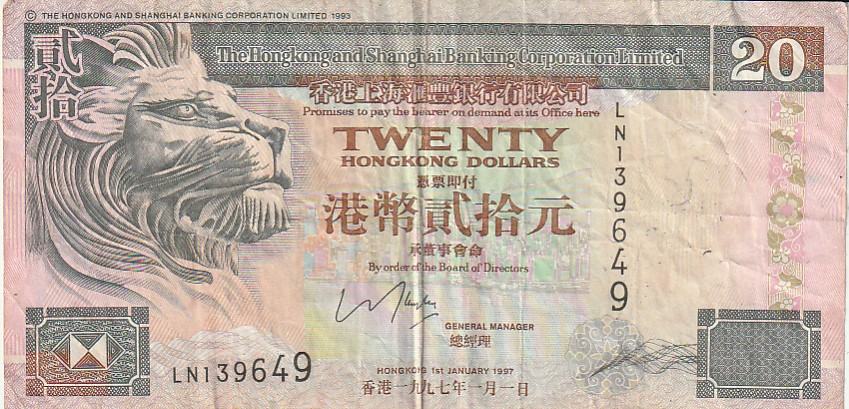 © THE HONGKONG AND SHANGHAI BANKING CORPORATION LIMITED 1993
貳拾
The Hongkong and Shanghai Banking Corporation Limited
20
香港上海滙豐銀行有限公司
Promises to pay the bearer on demand at its Office here
TWENTY
HONGKONG DOLLARS
憑票即付
港幣貳拾元
承董事會命
By order of the Board of Directors
LN139649
GENERAL MANAGER
總經理
LN139649
HONGKONG 1st JANUARY 1997
香港一九九七年一月一日